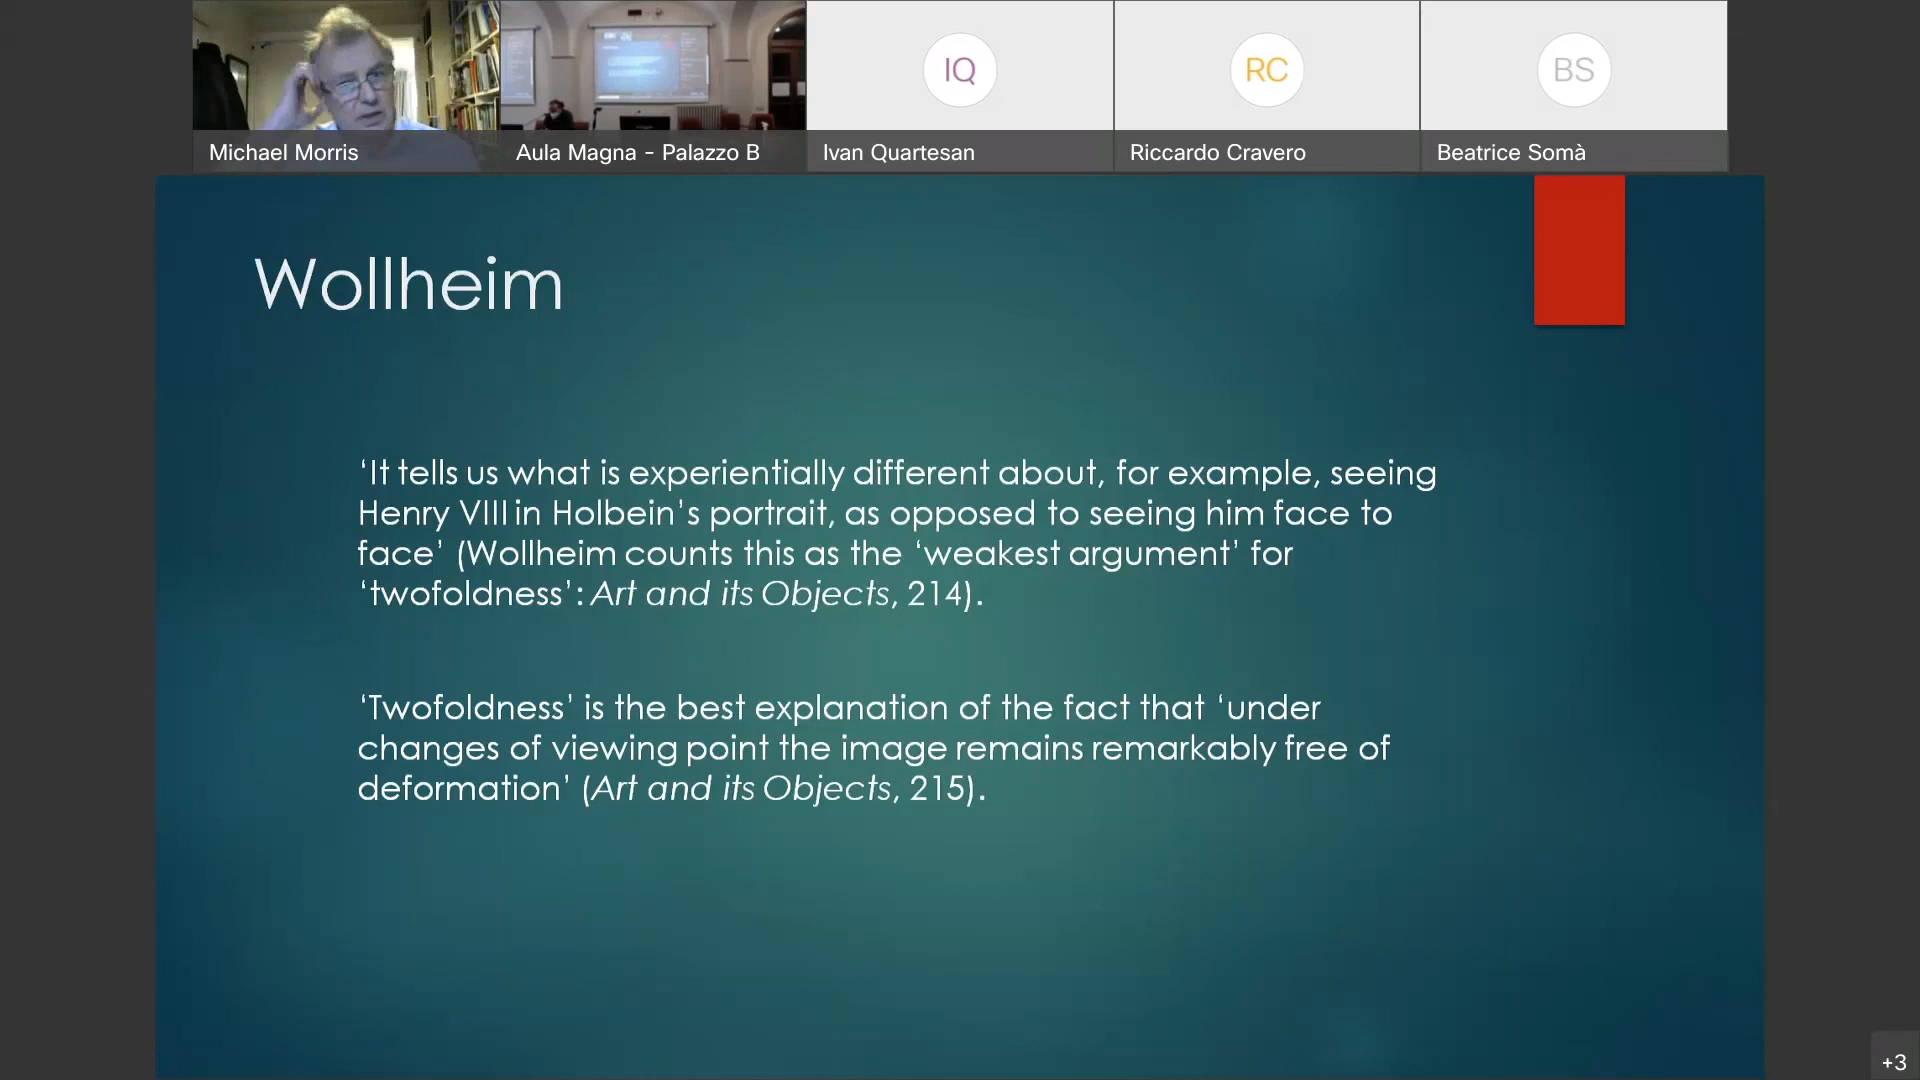 IQ
RC
BS
Michael Morris
Aula Magna - Palazzo B
Ivan Quartesan
Riccardo Cravero
Beatrice Somà
Wollheim
‘It tells us what is experientially different about, for example, seeing
Henry VIII in Holbein’s portrait, as opposed to seeing him face to
face’ (Wollheim counts this as the ‘weakest argument’ for
‘twofoldness’: Art and its Objects, 214).
‘Twofoldness’ is the best explanation of the fact that ‘under
changes of viewing point the image remains remarkably free of
deformation’ (Art and its Objects, 215).
+3